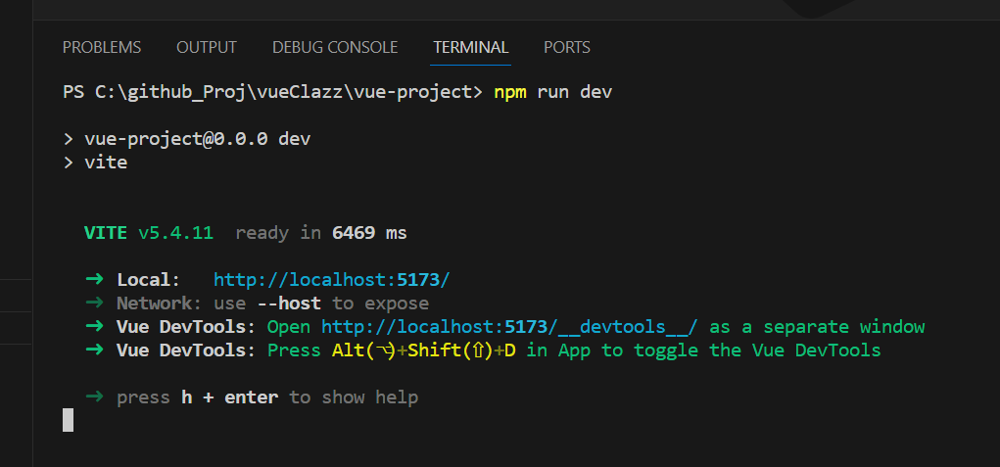 PROBLEMS OUTPUT DEBUG CONSOLE TERMINAL PORTS
PS C:\github_Proj\vueClazz\vue-project> npm run dev
> vue-project@0.0.0 dev
> vite
VITE v5.4.11 ready in 6469 ms
➜ Local: http://localhost:5173/
➜ Network: use --host to expose
➜ Vue DevTools: Open http://localhost:5173/__devtools__/ as a separate window
➜ Vue DevTools: Press Alt(⌥)+Shift(⇧)+D in App to toggle the Vue DevTools
➜ press h + enter to show help